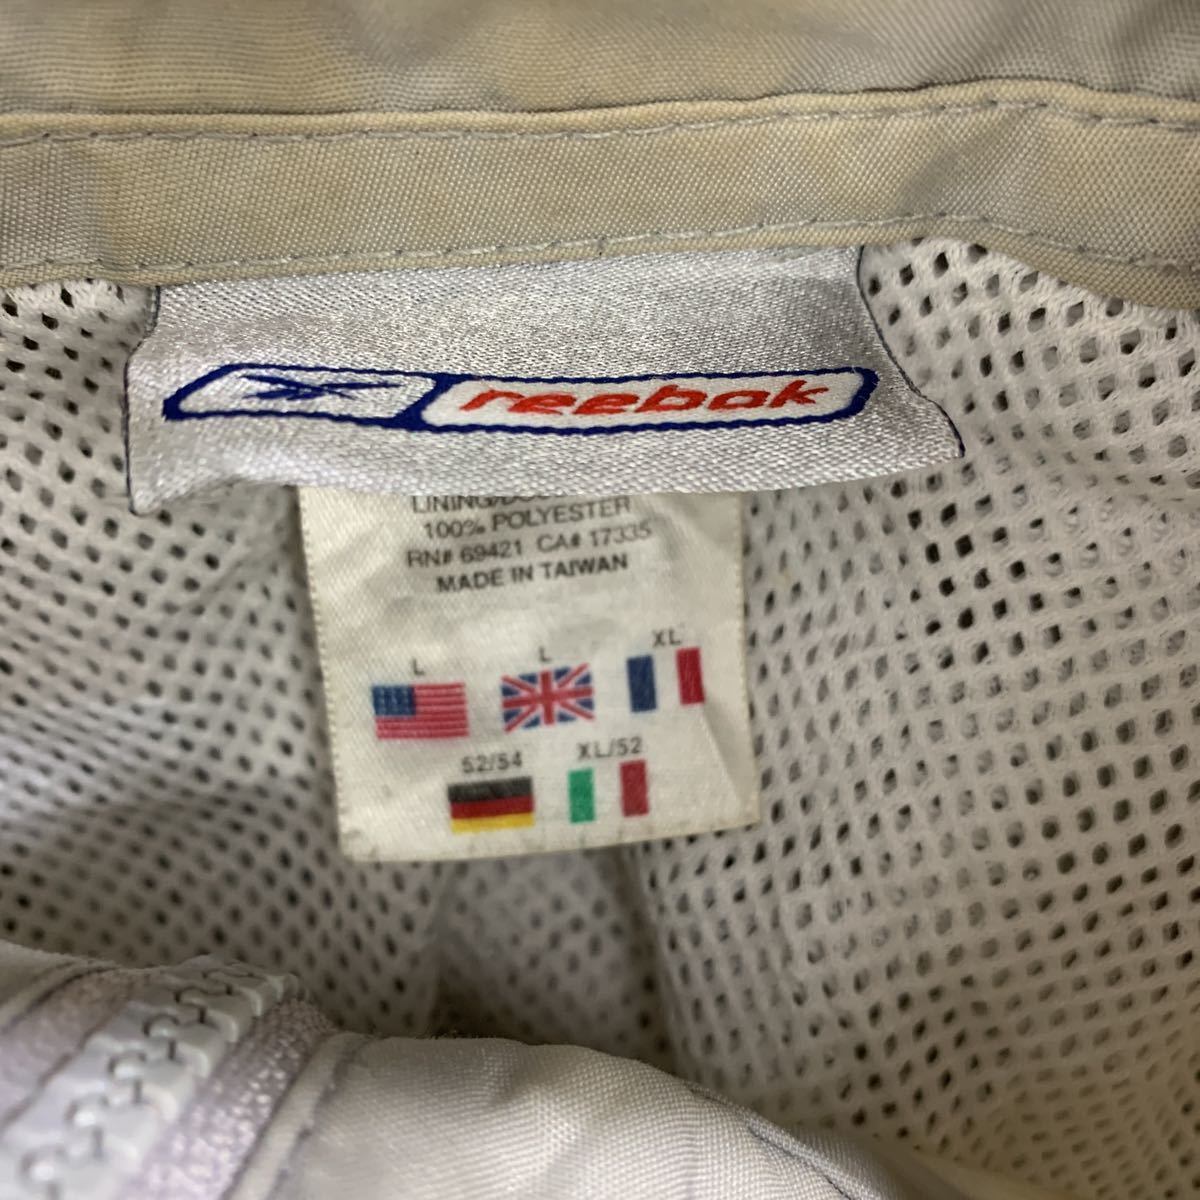 reebok
100% POLYESTER
RN# 69421 CA# 17335
MADE IN TAIWAN
L L XL
52/54 XL/52